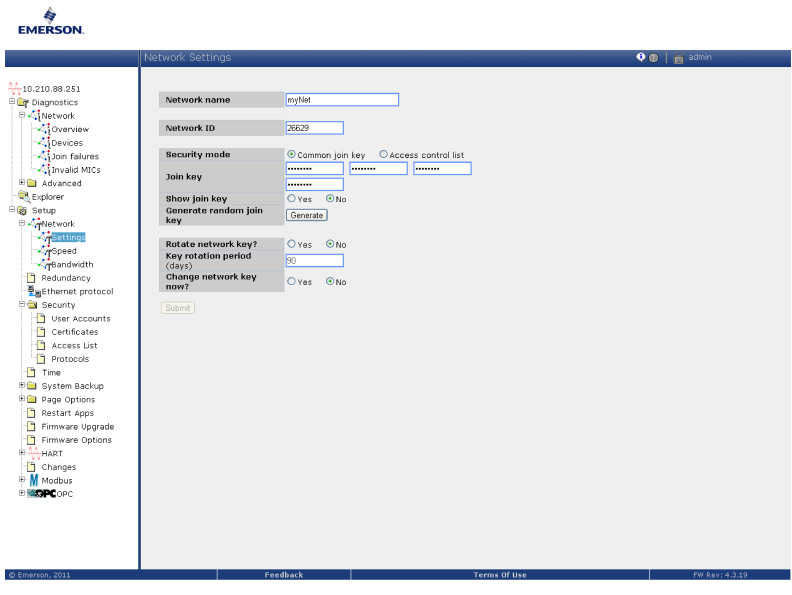 EMERSON.
Network Settings
admin
10.210.88.251
Diagnostics
Network
Overview
Devices
Join failures
Invalid MICs
Advanced
Explorer
Setup
Network
Settings
Speed
Bandwidth
Redundancy
Ethernet protocol
Security
User Accounts
Certificates
Access List
Protocols
Time
System Backup
Page Options
Restart Apps
Firmware Upgrade
Firmware Options
HART
Changes
Modbus
OPC OPC
Network name myNet
Network ID 26629
Security mode Common join key Access control list
Join key •••••••• •••••••• ••••••••
••••••••
Show join key Yes No
Generate random join key Generate
Rotate network key? Yes No
Key rotation period (days) 90
Change network key now? Yes No
Submit
© Emerson, 2011 Feedback Terms Of Use FW Rev: 4.3.19